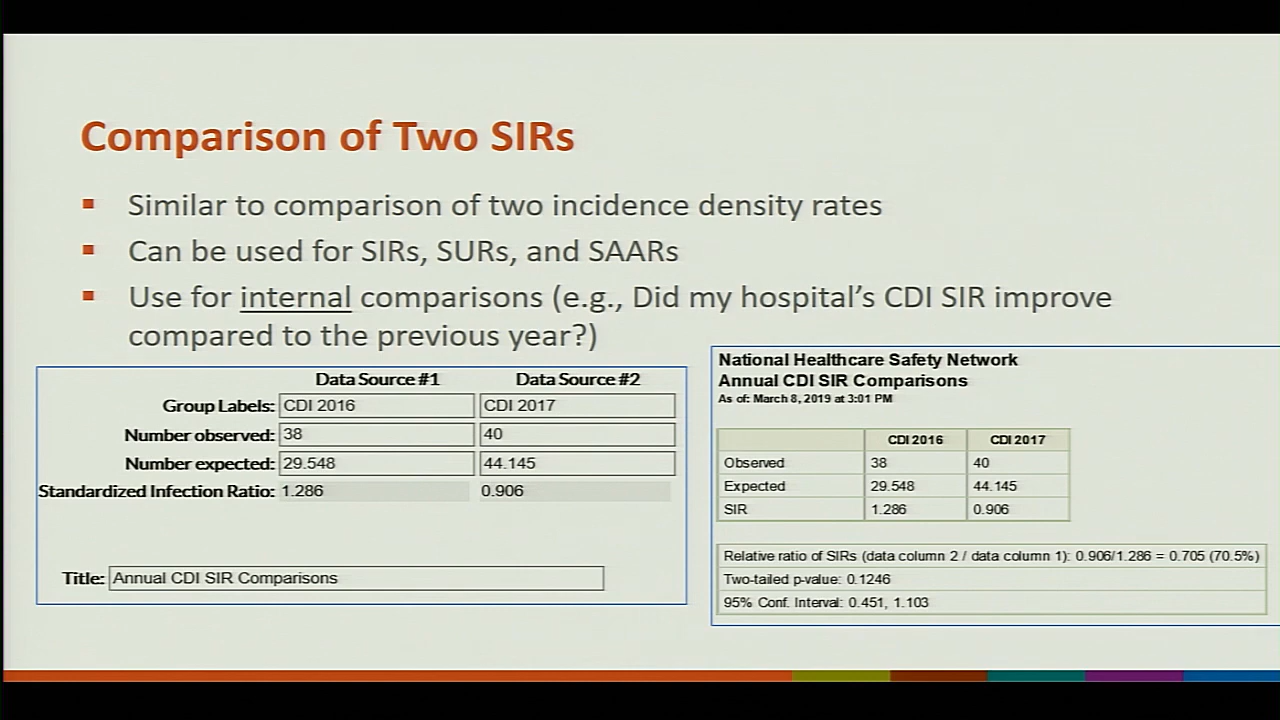 Comparison of Two SIRs
Similar to comparison of two incidence density rates
Can be used for SIRs, SURs, and SAARs
Use for internal comparisons (e.g., Did my hospital's CDI SIR improve
compared to the previous year?)
Data Source #1 Data Source #2
Group Labels: CDI 2016 CDI 2017
Number observed: 38 40
Number expected: 29.548 44.145
Standardized Infection Ratio: 1.286 0.906
Title: Annual CDI SIR Comparisons
National Healthcare Safety Network
Annual CDI SIR Comparisons
As of: March 8, 2019 at 3:01 PM
CDI 2016 CDI 2017
Observed 38 40
Expected 29.548 44.145
SIR 1.286 0.906
Relative ratio of SIRs (data column 2 / data column 1): 0.906/1.286 = 0.705 (70.5%)
Two-tailed p-value: 0.1246
95% Conf. Interval: 0.451, 1.103